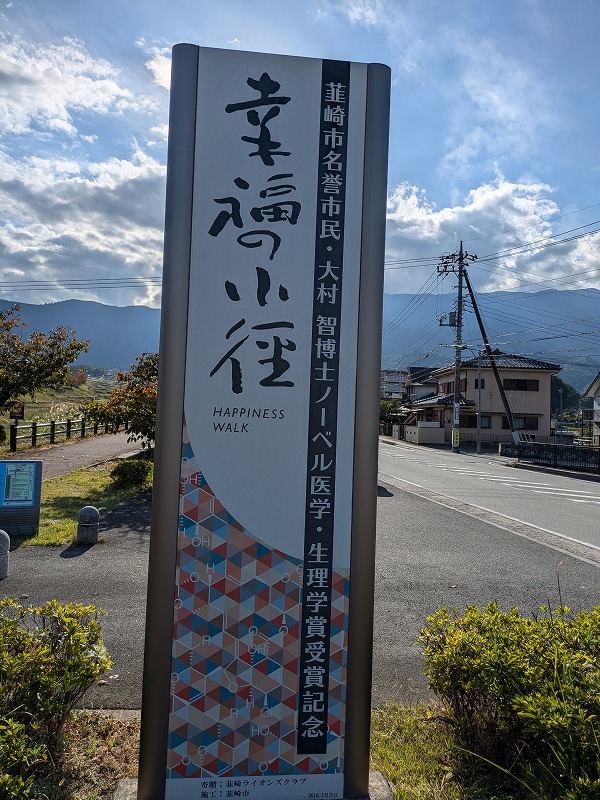 韮崎市名誉市民・大村 智博士ノーベル医学・生理学賞受賞記念
幸福の小径
HAPPINESS
WALK
寄贈：韮崎ライオンズクラブ
施工：韮崎市